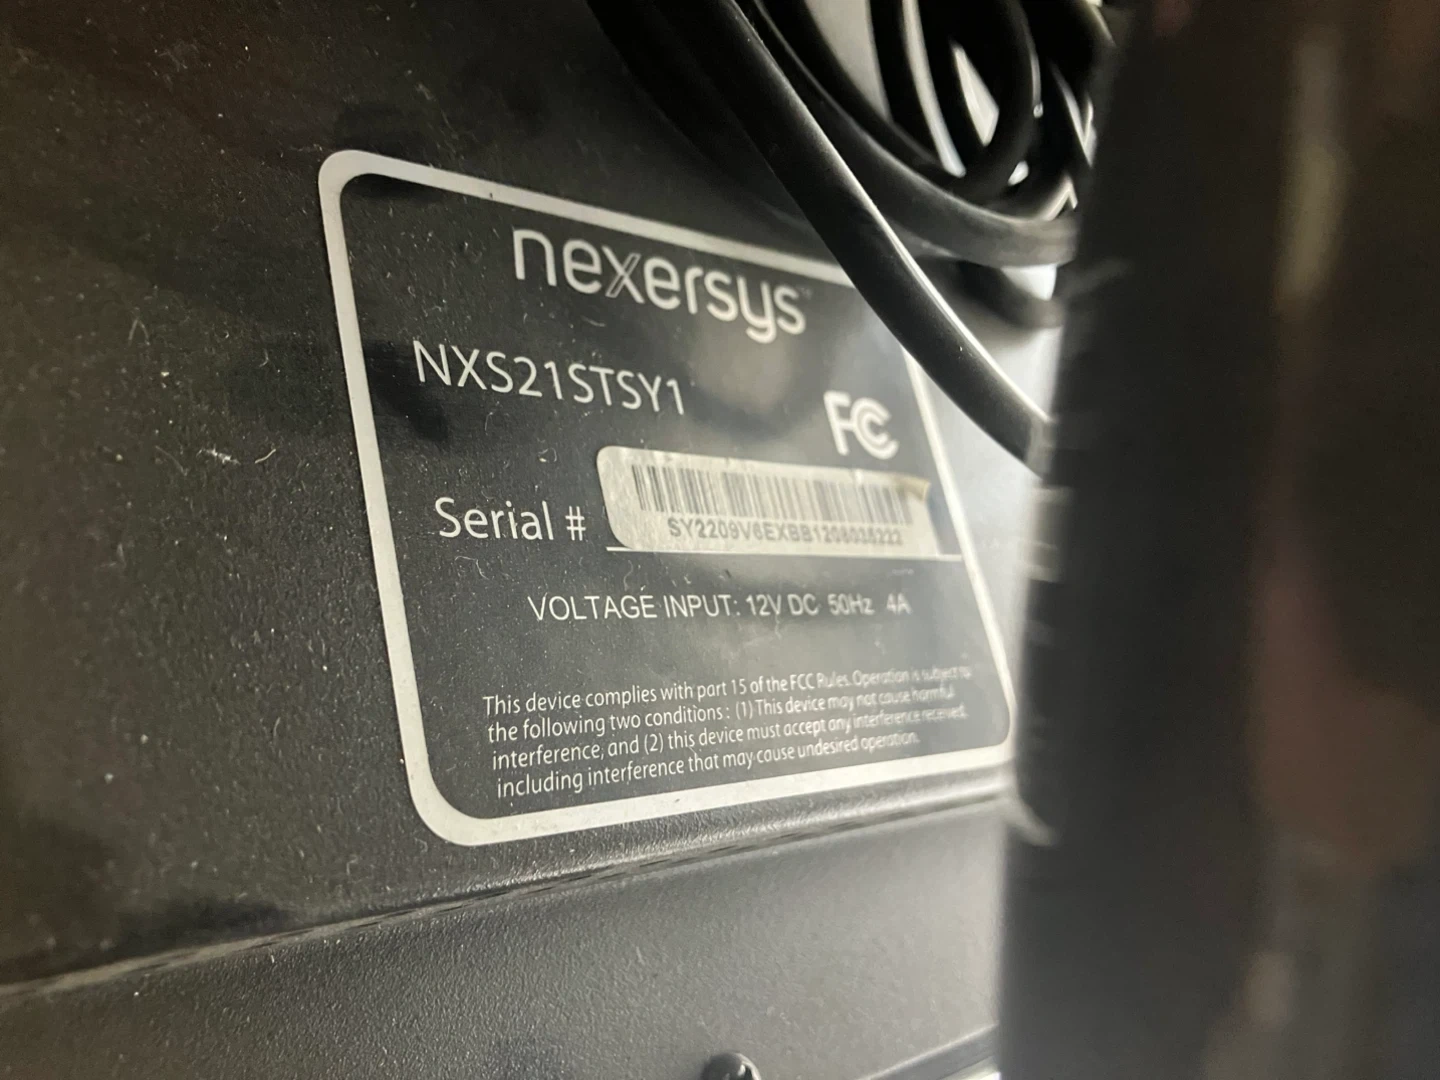 nexersys™
NXS21STSY1
FC
Serial #
SY2209V6EXBB1208038222
VOLTAGE INPUT: 12V DC 50Hz 4A
This device complies with part 15 of the FCC Rules. Operation is subject to
the following two conditions : (1) This device may not cause harmful
interference, and (2) this device must accept any interference received,
including interference that may cause undesired operation.